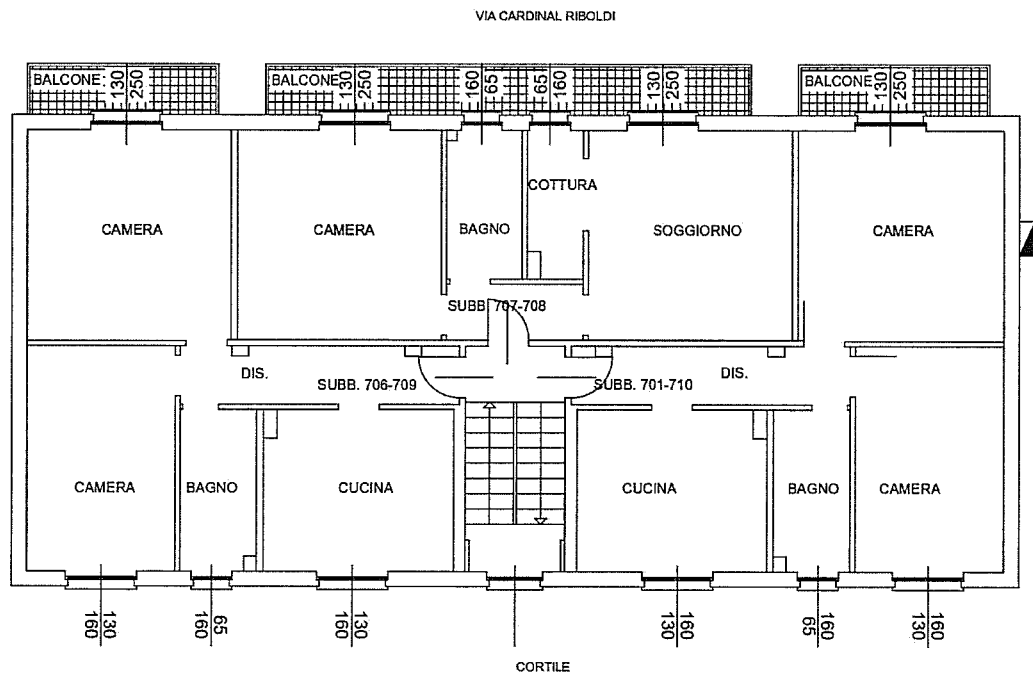 VIA CARDINAL RIBOLDI
BALCONE 130 250
BALCONE 130 250 160 65 65 160 130 250
BALCONE 130 250
COTTURA
CAMERA CAMERA BAGNO SOGGIORNO CAMERA
SUBB. 707-708
DIS. SUBB. 706-709 SUBB. 701-710 DIS.
CAMERA BAGNO CUCINA CUCINA BAGNO CAMERA
130 160 65 160 130 160 160 130 160 65 160 130
CORTILE